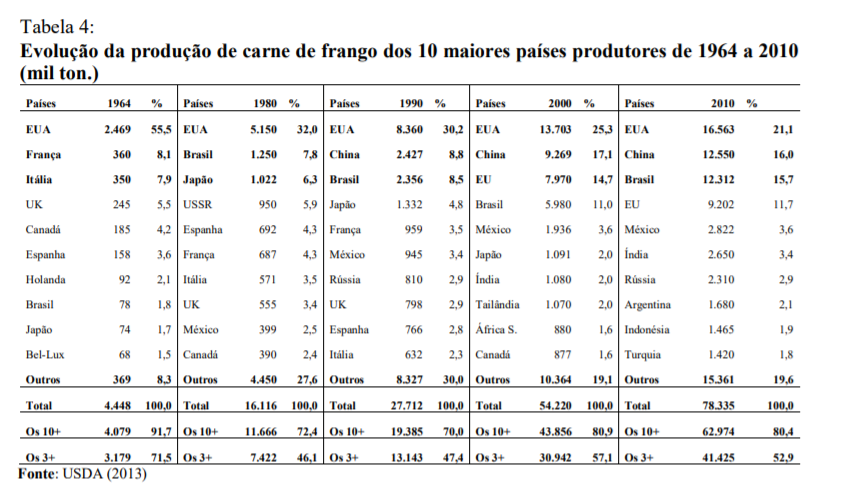 Tabela 4:
Evolução da produção de carne de frango dos 10 maiores países produtores de 1964 a 2010
(mil ton.)
Países 1964 % Países 1980 % Países 1990 % Países 2000 % Países 2010 %
EUA 2.469 55,5 EUA 5.150 32,0 EUA 8.360 30,2 EUA 13.703 25,3 EUA 16.563 21,1
França 360 8,1 Brasil 1.250 7,8 China 2.427 8,8 China 9.269 17,1 China 12.550 16,0
Itália 350 7,9 Japão 1.022 6,3 Brasil 2.356 8,5 EU 7.970 14,7 Brasil 12.312 15,7
UK 245 5,5 USSR 950 5,9 Japão 1.332 4,8 Brasil 5.980 11,0 EU 9.202 11,7
Canadá 185 4,2 Espanha 692 4,3 França 959 3,5 México 1.936 3,6 México 2.822 3,6
Espanha 158 3,6 França 687 4,3 México 945 3,4 Japão 1.091 2,0 Índia 2.650 3,4
Holanda 92 2,1 Itália 571 3,5 Rússia 810 2,9 Índia 1.080 2,0 Rússia 2.310 2,9
Brasil 78 1,8 UK 555 3,4 UK 798 2,9 Tailândia 1.070 2,0 Argentina 1.680 2,1
Japão 74 1,7 México 399 2,5 Espanha 766 2,8 África S. 880 1,6 Indonésia 1.465 1,9
Bel-Lux 68 1,5 Canadá 390 2,4 Itália 632 2,3 Canadá 877 1,6 Turquia 1.420 1,8
Outros 369 8,3 Outros 4.450 27,6 Outros 8.327 30,0 Outros 10.364 19,1 Outros 15.361 19,6
Total 4.448 100,0 Total 16.116 100,0 Total 27.712 100,0 Total 54.220 100,0 Total 78.335 100,0
Os 10+ 4.079 91,7 Os 10+ 11.666 72,4 Os 10+ 19.385 70,0 Os 10+ 43.856 80,9 Os 10+ 62.974 80,4
Os 3+ 3.179 71,5 Os 3+ 7.422 46,1 Os 3+ 13.143 47,4 Os 3+ 30.942 57,1 Os 3+ 41.425 52,9
Fonte: USDA (2013)